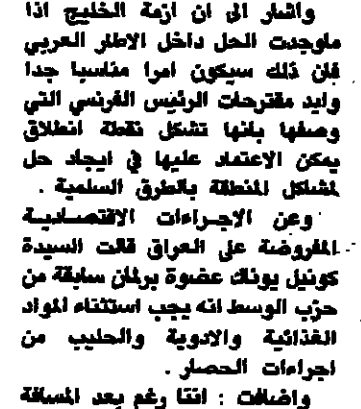 واشار الى ان ازمة الخليج اذا
ماوجدت الحل داخل الاطار العربي
فان ذلك سيكون امرا مناسبا جدا
وايد مقترحات الرئيس الفرنسي التي
وصفها بانها تشكل نقطة انطلاق
يمكن الاعتماد عليها في ايجاد حل
لمشاكل المنطقة بالطرق السلمية .
وعن الاجراءات الاقتصادية
المفروضة على العراق قالت السيدة
كونيل يوناك عضوة برلمان سابقة من
حزب الوسط انه يجب استثناء المواد
الغذائية والادوية والحليب من
اجراءات الحصار .
واضافت : اننا رغم بعد المسافة